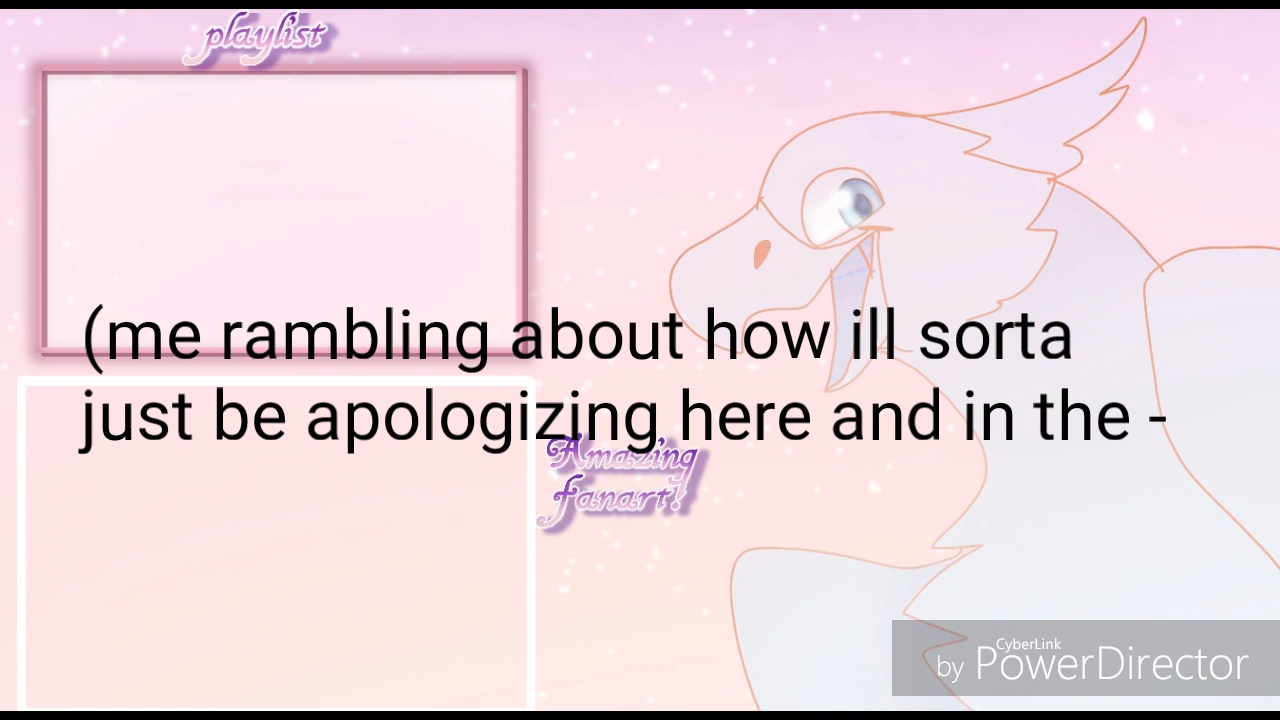 playlist
(me rambling about how ill sorta
just be apologizing here and in the -
Amazing
fanart!
CyberLink
by PowerDirector